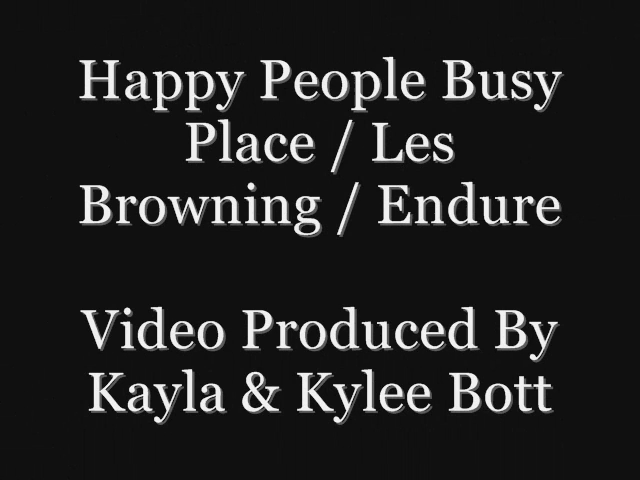 Happy People Busy
Place / Les
Browning / Endure
Video Produced By
Kayla & Kylee Bott